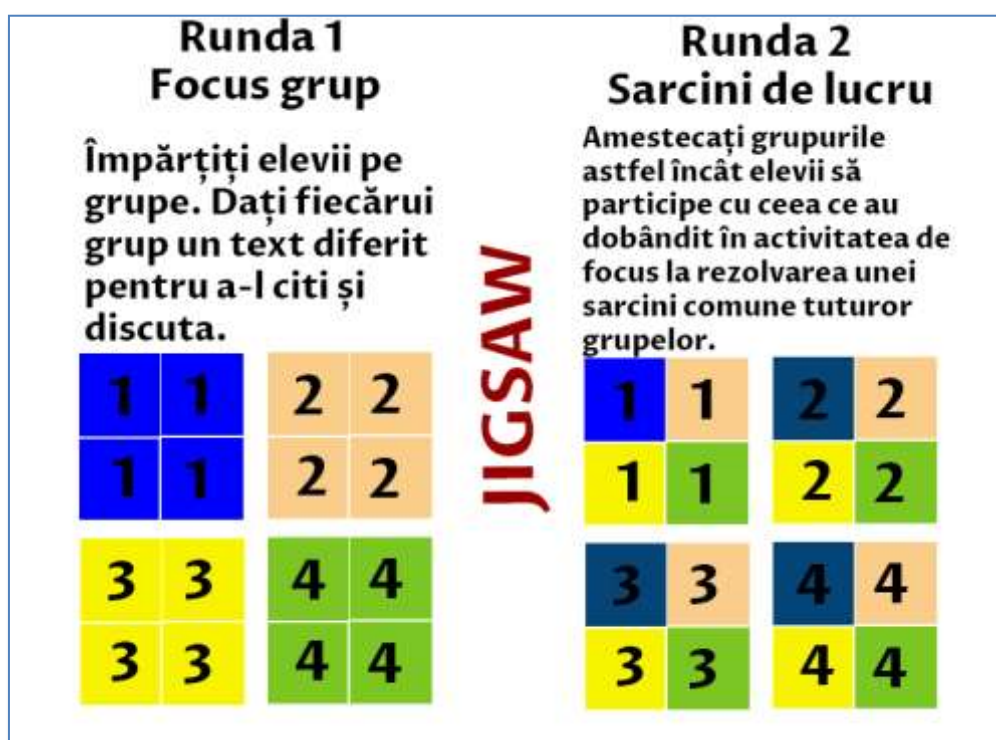 Runda 1
Focus grup
Împărțiți elevii pe
grupe. Dați fiecărui
grup un text diferit
pentru a-l citi și
discuta.
1 1 2 2
1 1 2 2
3 3 4 4
3 3 4 4
JIGSAW
Runda 2
Sarcini de lucru
Amestecați grupurile
astfel încât elevii să
participe cu ceea ce au
dobândit în activitatea de
focus la rezolvarea unei
sarcini comune tuturor
grupelor.
1 1 2 2
1 1 2 2
3 3 4 4
3 3 4 4